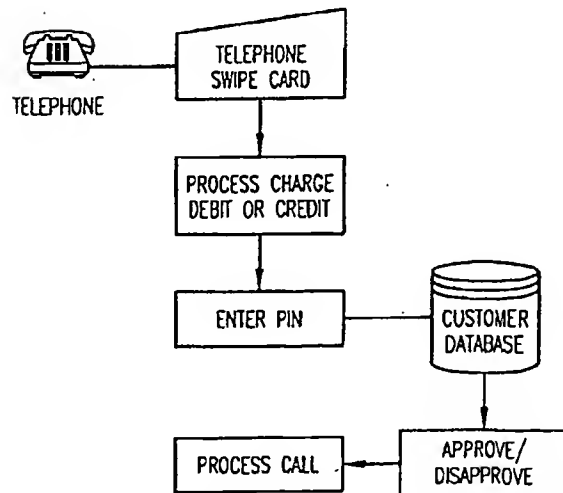 TELEPHONE
TELEPHONE
SWIPE CARD
PROCESS CHARGE
DEBIT OR CREDIT
ENTER PIN
CUSTOMER
DATABASE
APPROVE/
DISAPPROVE
PROCESS CALL